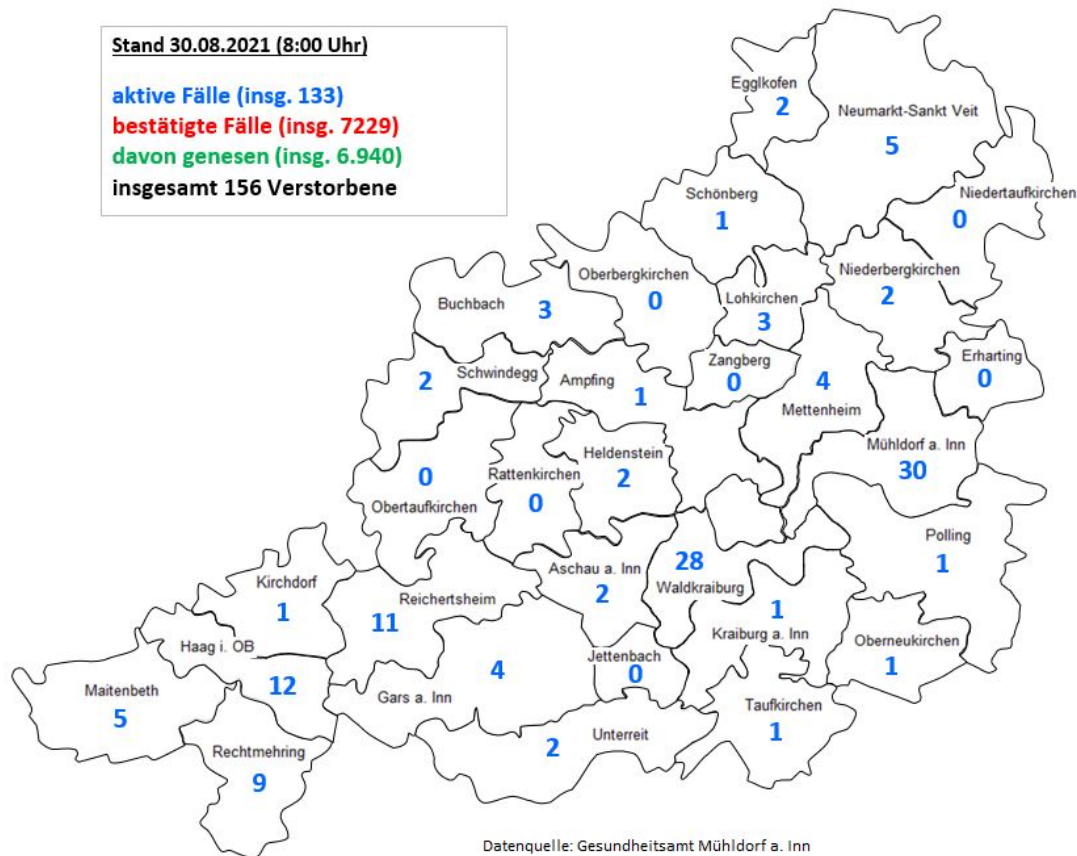 Stand 30.08.2021 (8:00 Uhr)
aktive Fälle (insg. 133)
bestätigte Fälle (insg. 7229)
davon genesen (insg. 6.940)
insgesamt 156 Verstorbene
Egglkofen
2
Neumarkt-Sankt Veit
5
Schönberg
1
Niedertaufkirchen
0
Oberbergkirchen
0
Niederbergkirchen
2
Buchbach 3
Lohkirchen
3
Schwindegg
2
Ampfing
1
Zangberg
0
4
Mettenheim
Erharting
0
Mühldorf a. Inn
30
0
Obertaufkirchen
Rattenkirchen
0
Heldenstein
2
Polling
1
Kirchdorf
1
Reichertsheim
11
Aschau a. Inn
2
28
Waldkraiburg
1
Kraiburg a. Inn
Oberneukirchen
1
Haag i. OB
12
Maitenbeth
5
4
Gars a. Inn
Jettenbach
0
Taufkirchen
1
Rechtmehring
9
2 Unterreit
Datenquelle: Gesundheitsamt Mühldorf a. Inn